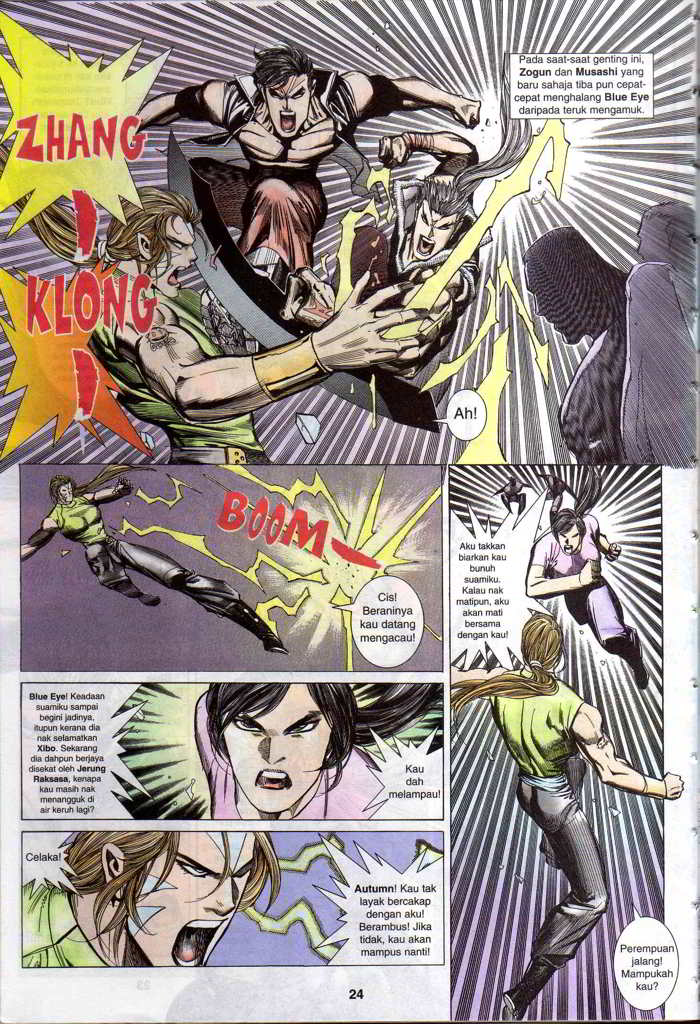 Pada saat-saat genting ini,
Zogun dan Musashi yang
baru sahaja tiba pun cepat-
cepat menghalang Blue Eye
daripada teruk mengamuk.
ZHANG
!
KLONG
!
Ah!
BOOM
Cis!
Beraninya
kau datang
mengacau!
Aku takkan
biarkan kau
bunuh
suamiku.
Kalau nak
matipun, aku
akan mati
bersama
dengan kau!
Blue Eye! Keadaan
suamiku sampai
begini jadinya,
itupun kerana dia
nak selamatkan
Xibo. Sekarang
dia dahpun berjaya
disekat oleh Jerung
Raksasa, kenapa
kau masih nak
menangguk di
air keruh lagi?
Kau
dah
melampau!
Celaka!
Autumn! Kau tak
layak bercakap
dengan aku!
Berambus! Jika
tidak, kau akan
mampus nanti!
Perempuan
jalang!
Mampukah
kau?
24